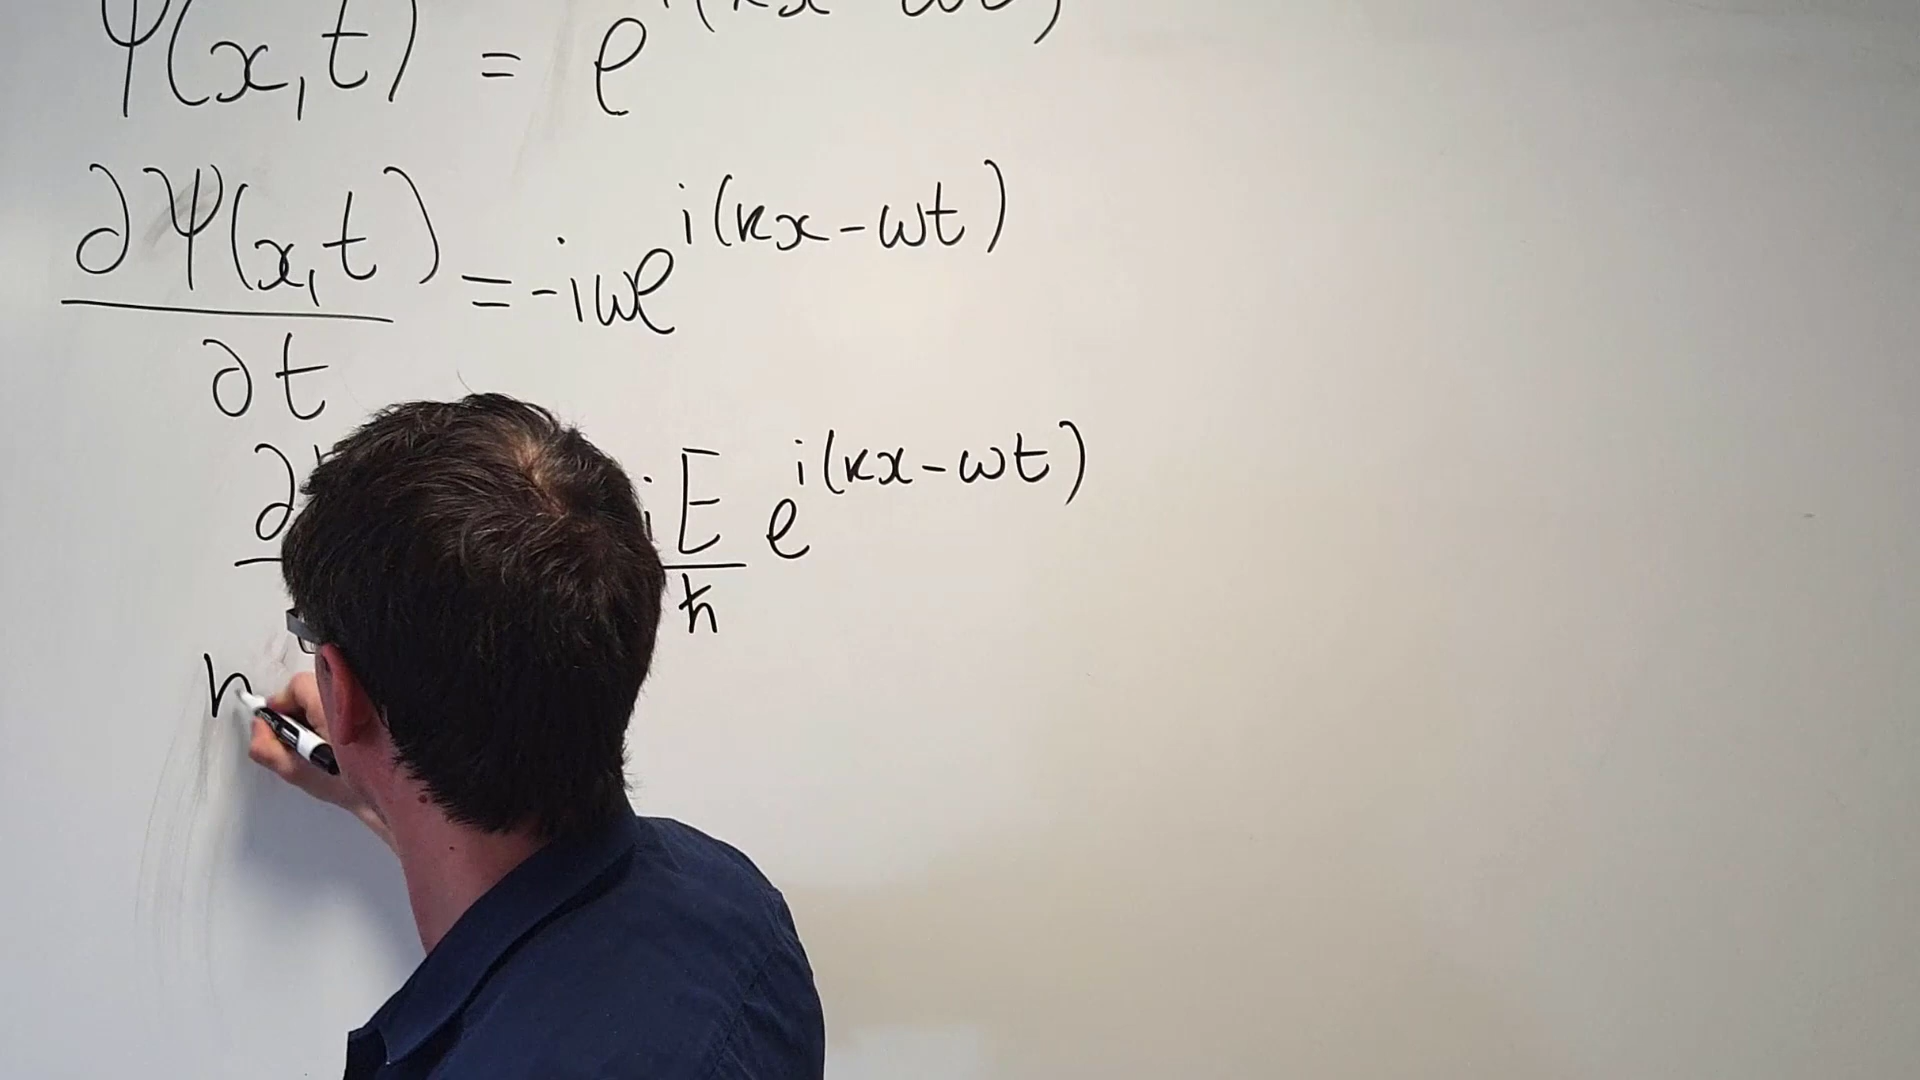 Ψ(x,t) = e^i(kx-ωt)
∂Ψ(x,t)/∂t = -iωe^i(kx-ωt)
∂ iE/ħ e^i(kx-ωt)
h